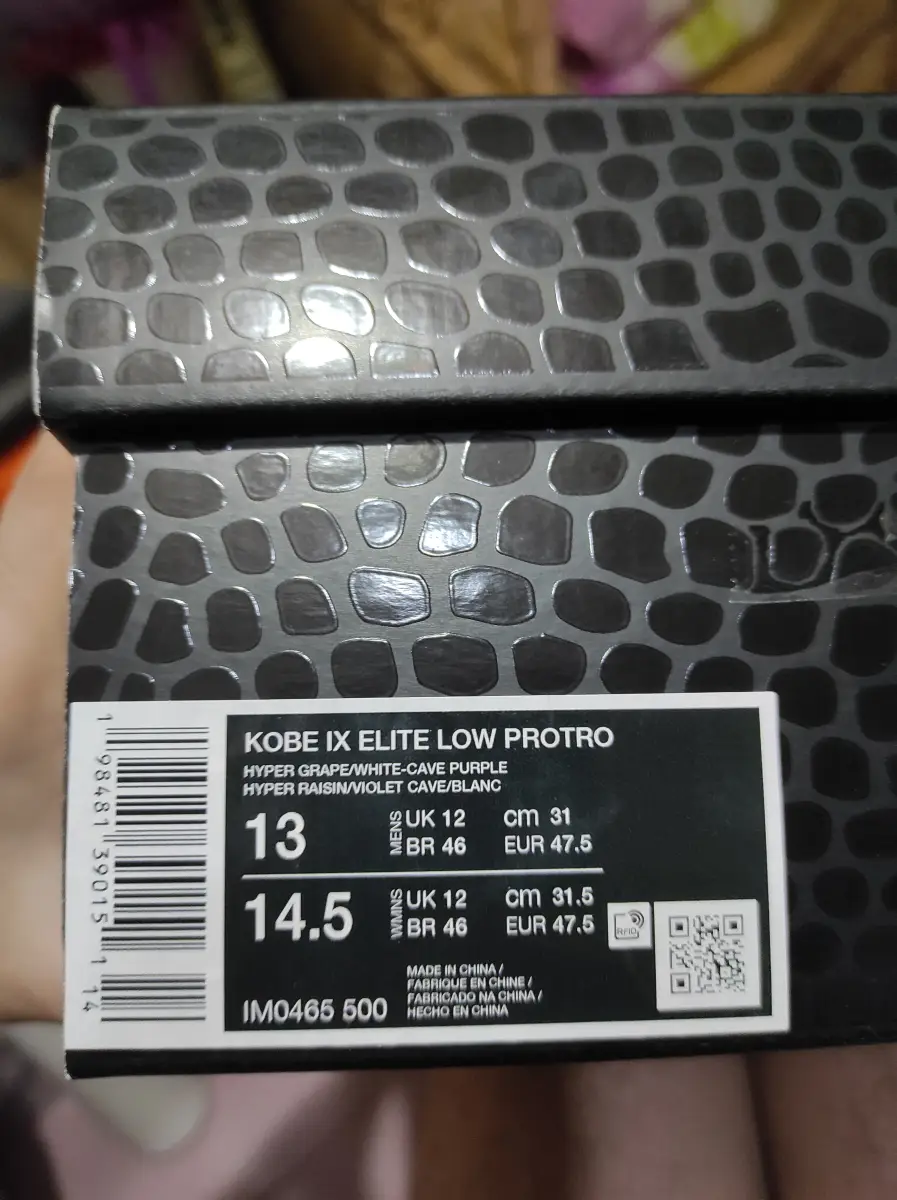 KOBE IX ELITE LOW PROTRO
HYPER GRAPE/WHITE-CAVE PURPLE
HYPER RAISIN/VIOLET CAVE/BLANC
13
MENS
UK 12 cm 31
BR 46 EUR 47.5
14.5
WMNS
UK 12 cm 31.5
BR 46 EUR 47.5
RFID
IM0465 500
MADE IN CHINA /
FABRIQUE EN CHINE /
FABRICADO NA CHINA /
HECHO EN CHINA
1 98481 39015 1 14